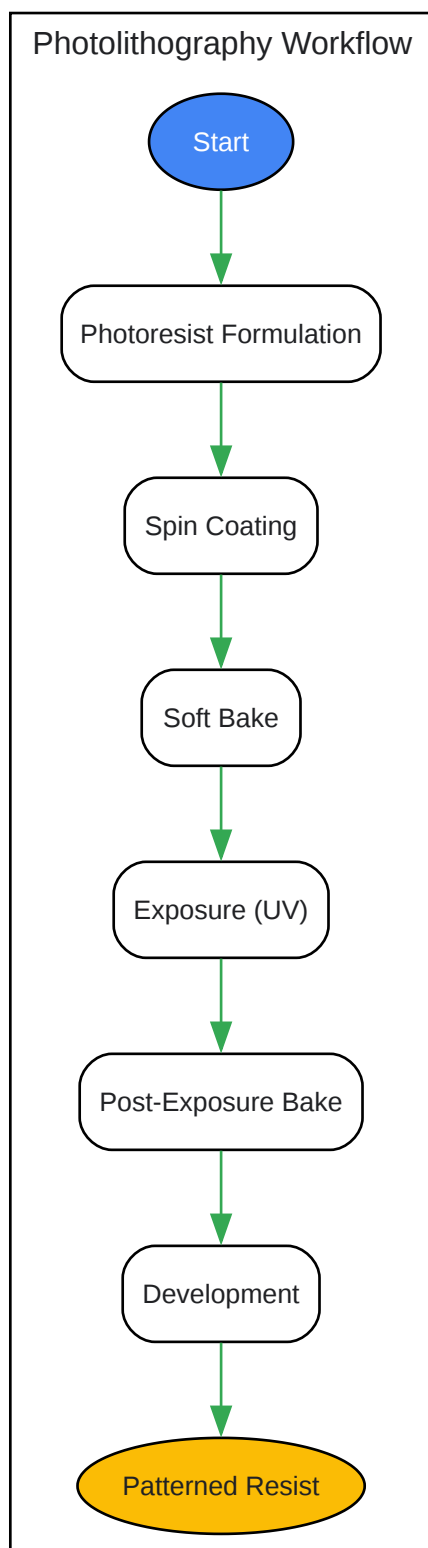 Photolithography Workflow
Start
Photoresist Formulation
Spin Coating
Soft Bake
Exposure (UV)
Post-Exposure Bake
Development
Patterned Resist